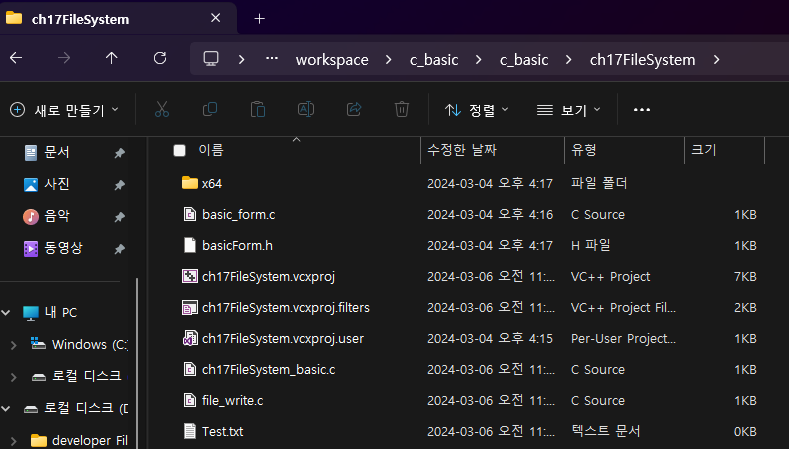 ch17FileSystem
workspace c_basic c_basic ch17FileSystem
새로 만들기 정렬 보기
문서
사진
음악
동영상
내 PC
Windows (C:
로컬 디스크
로컬 디스크 (D
developer Fil
이름 수정한 날짜 유형 크기
x64 2024-03-04 오후 4:17 파일 폴더
basic_form.c 2024-03-04 오후 4:16 C Source 1KB
basicForm.h 2024-03-04 오후 4:17 H 파일 1KB
ch17FileSystem.vcxproj 2024-03-06 오전 11:... VC++ Project 7KB
ch17FileSystem.vcxproj.filters 2024-03-06 오전 11:... VC++ Project Fil... 2KB
ch17FileSystem.vcxproj.user 2024-03-04 오후 4:15 Per-User Project... 1KB
ch17FileSystem_basic.c 2024-03-06 오전 11:... C Source 1KB
file_write.c 2024-03-06 오전 11:... C Source 1KB
Test.txt 2024-03-06 오전 11:... 텍스트 문서 0KB